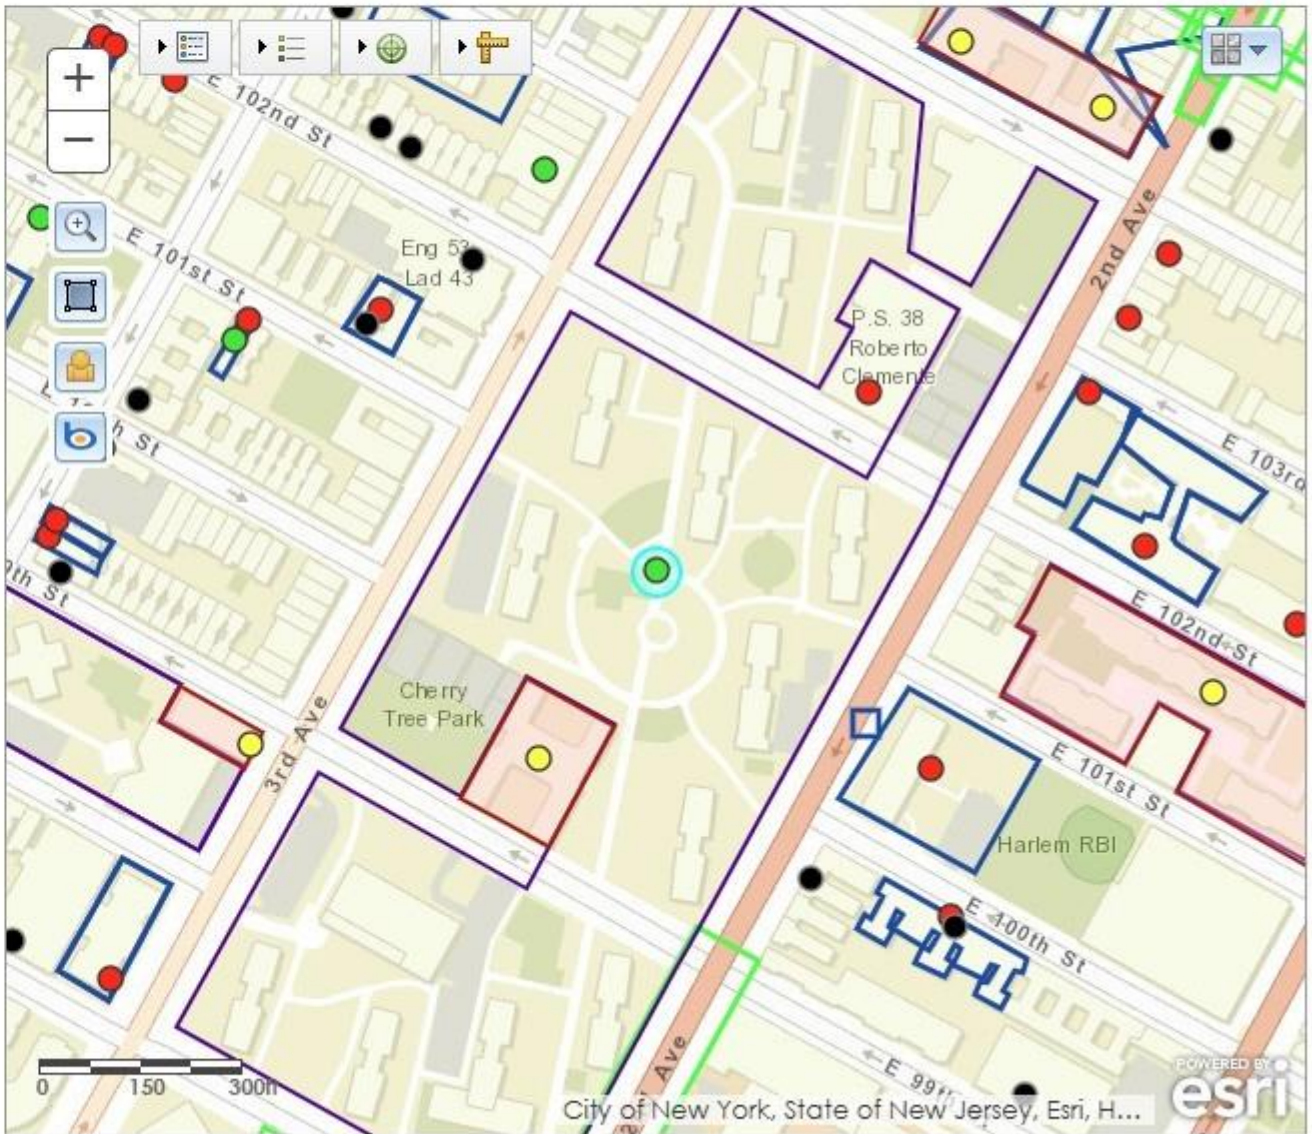 E 102nd St
E 101st St
Eng 53
Lad 43
2nd Ave
P.S. 38
Roberto
Clemente
E 103rd
E 102nd St
Cherry
Tree Park
3rd Ave
E 101st St
Harlem RBI
E 100th St
E 99th
Ave
0 150 300ft
POWERED BY
esri
City of New York, State of New Jersey, Esri, H...